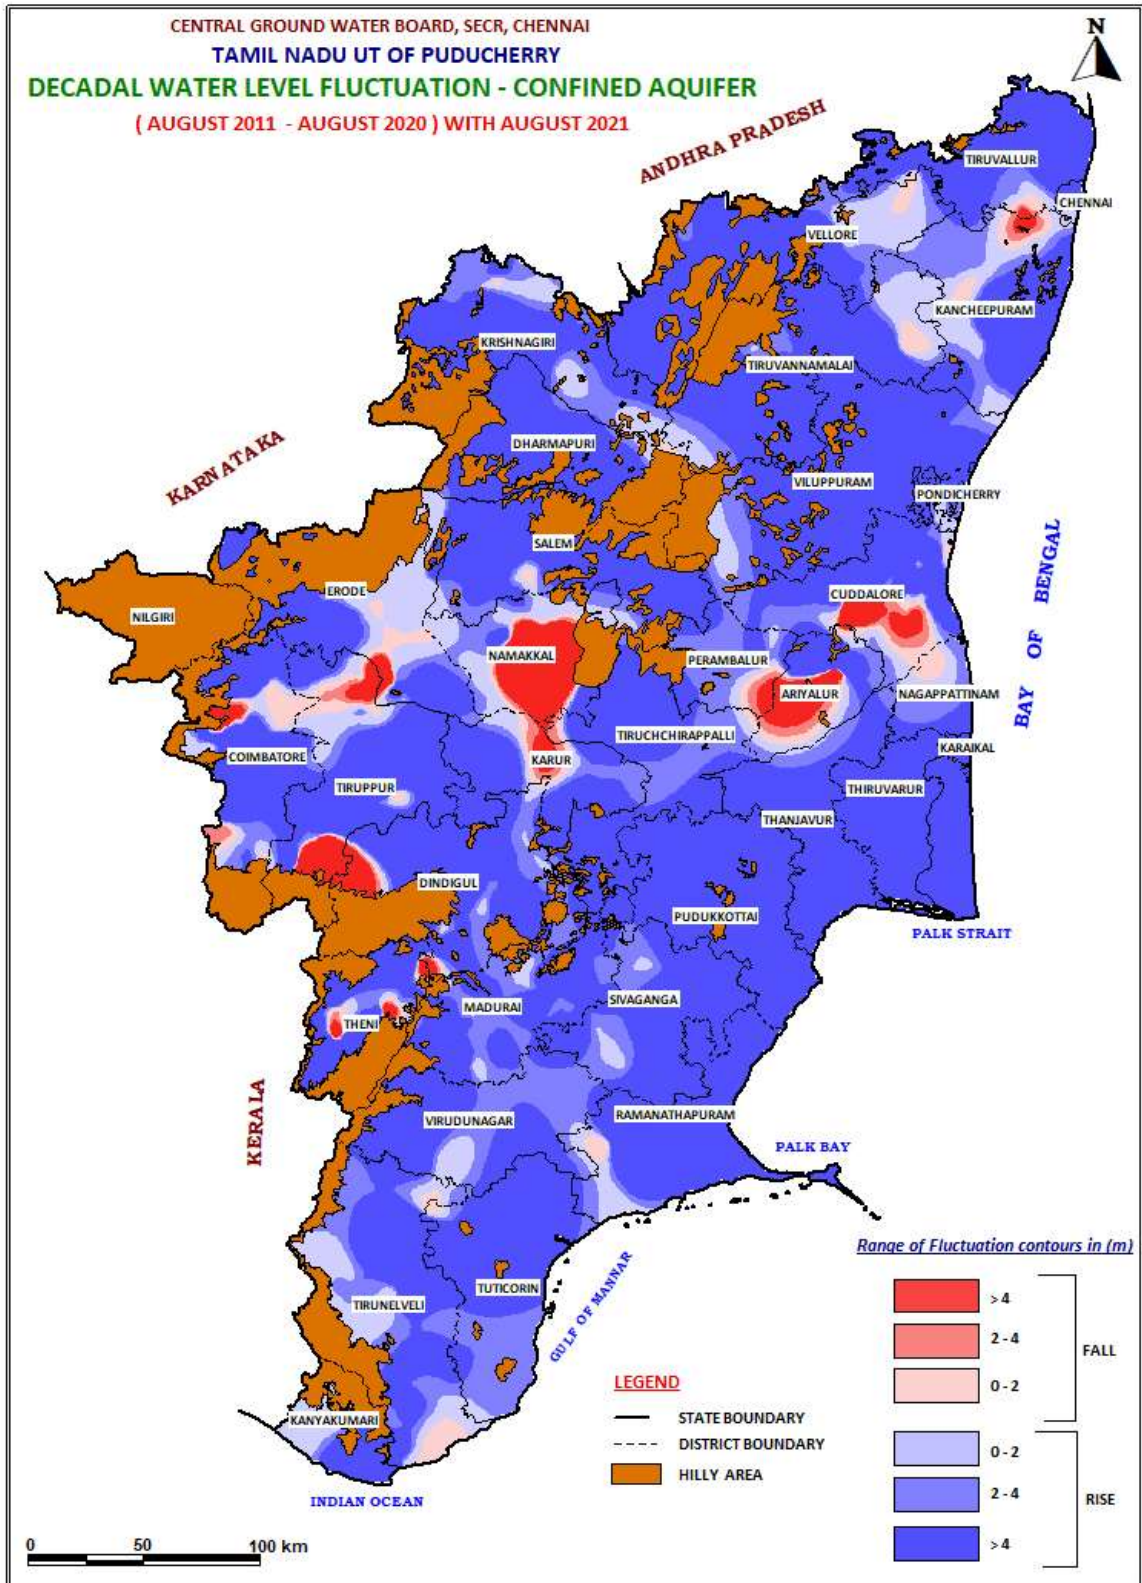 CENTRAL GROUND WATER BOARD, SECR, CHENNAI
TAMIL NADU UT OF PUDUCHERRY
DECADAL WATER LEVEL FLUCTUATION - CONFINED AQUIFER
( AUGUST 2011 - AUGUST 2020 ) WITH AUGUST 2021
N
ANDHRA PRADESH
TIRUVALLUR
CHENNAI
VELLORE
KANCHEEPURAM
KRISHNAGIRI
TIRUVANNAMALAI
KARNATAKA
DHARMAPURI
VILUPPURAM
PONDICHERRY
SALEM
BAY OF BENGAL
ERODE
CUDDALORE
NILGIRI
NAMAKKAL
PERAMBALUR
ARIYALUR
NAGAPPATTINAM
TIRUCHCHIRAPPALLI
KARAIKAL
COIMBATORE
KARUR
TIRUPPUR
THIRUVARUR
THANJAVUR
DINDIGUL
PUDUKKOTTAI
PALK STRAIT
MADURAI
SIVAGANGA
THENI
KERALA
VIRUDUNAGAR
RAMANATHAPURAM
PALK BAY
TUTICORIN
TIRUNELVELI
GULF OF MANNAR
KANYAKUMARI
INDIAN OCEAN
Range of Fluctuation contours in (m)
>4
2-4
0-2
FALL
0-2
2-4
>4
RISE
LEGEND
STATE BOUNDARY
DISTRICT BOUNDARY
HILLY AREA
0 50 100 km